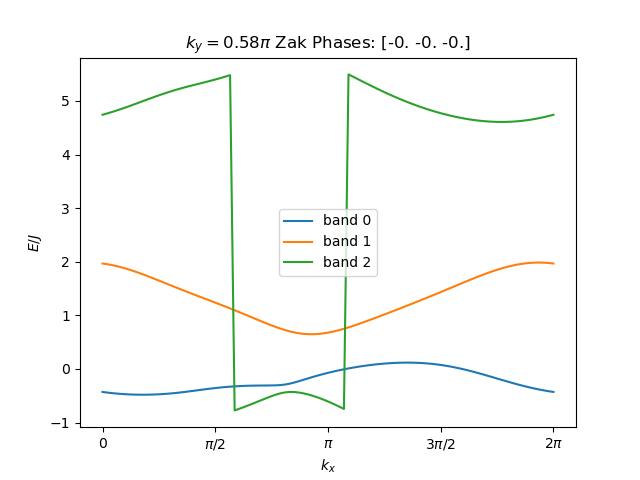 k_y = 0.58π Zak Phases: [-0. -0. -0.]
E/J
5
4
3
2
1
0
−1
band 0
band 1
band 2
0 π/2 π 3π/2 2π
k_x